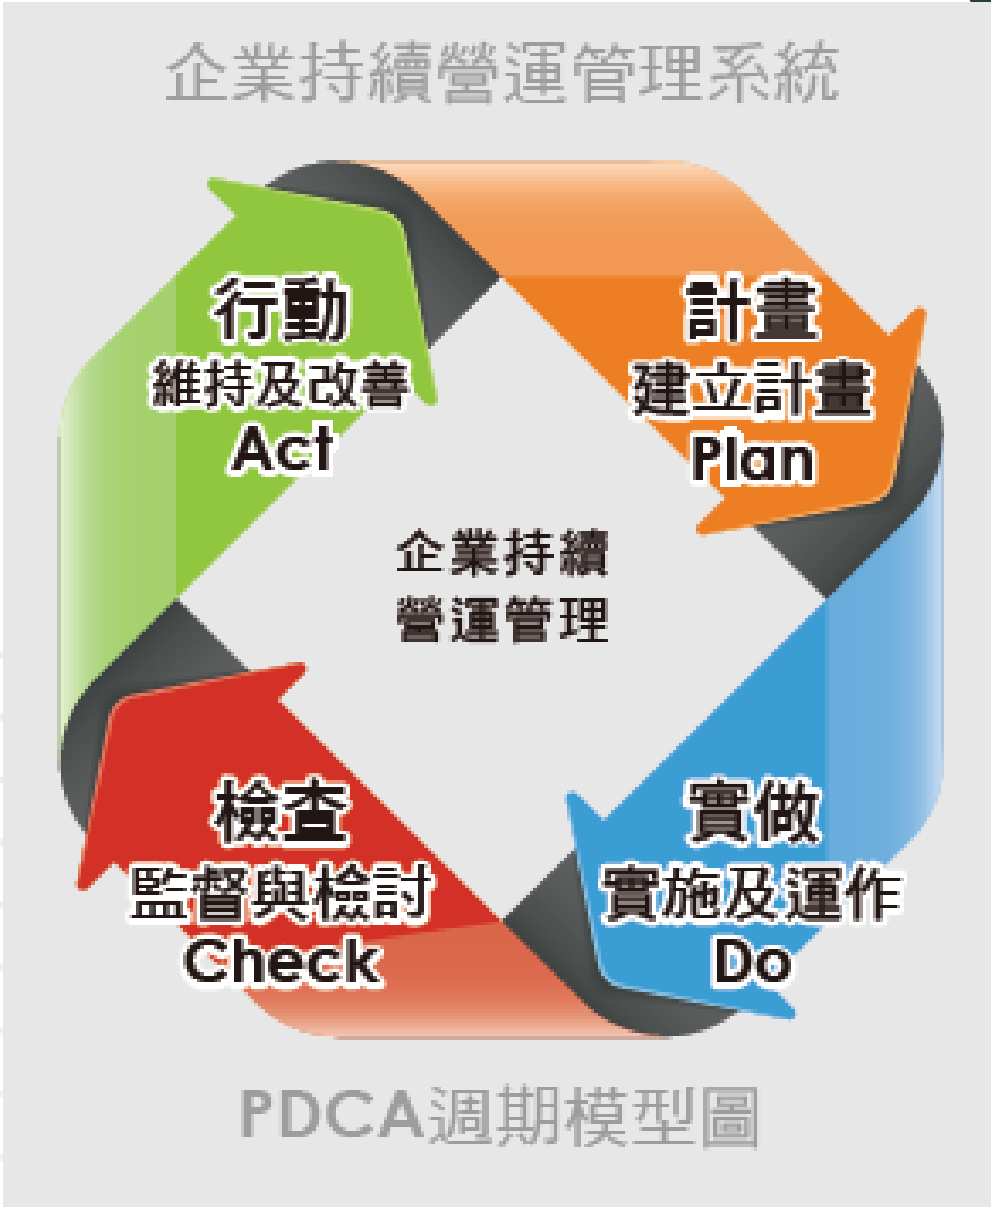 企業持續營運管理系統
行動
維持及改善
Act
計畫
建立計畫
Plan
企業持續
營運管理
檢查
監督與檢討
Check
實做
實施及運作
Do
PDCA週期模型圖